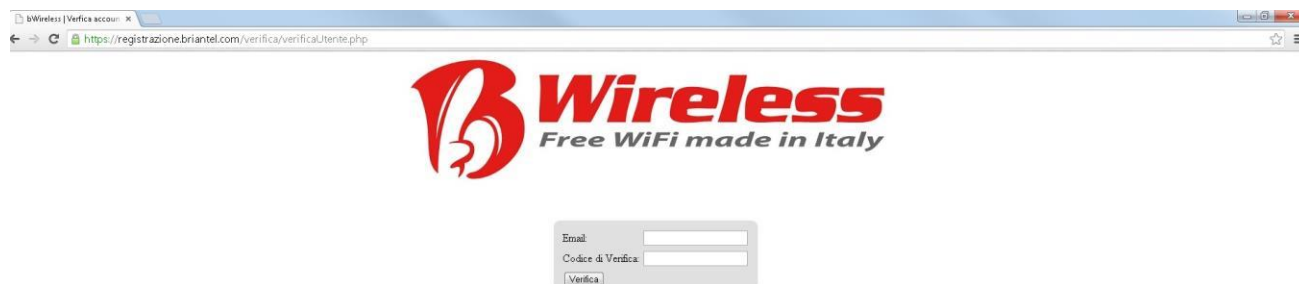 bWireless | Verfica accoun
https://registrazione.briantel.com/verifica/verificaUtente.php
B Wireless
Free WiFi made in Italy
Email:
Codice di Verifica:
Verifica